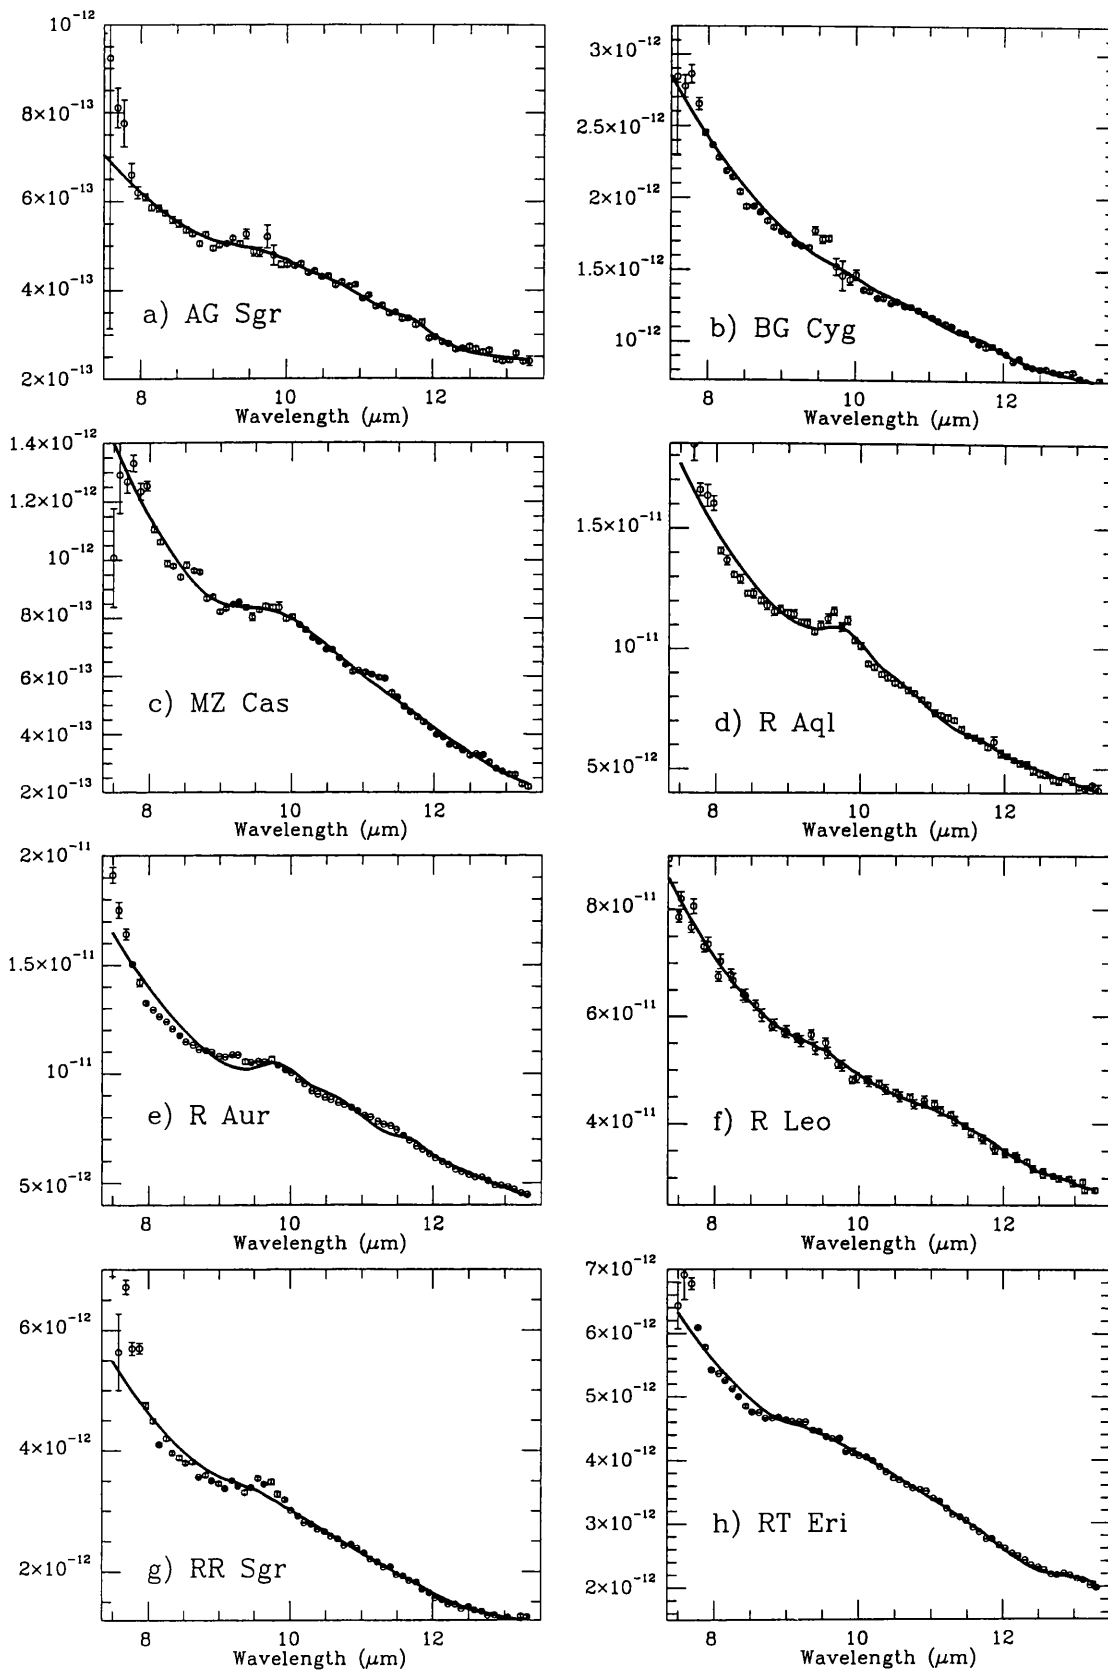 10⁻¹²
8×10⁻¹³
6×10⁻¹³
4×10⁻¹³
2×10⁻¹³
a) AG Sgr
8 10 12
Wavelength (μm)
3×10⁻¹²
2.5×10⁻¹²
2×10⁻¹²
1.5×10⁻¹²
10⁻¹²
b) BG Cyg
8 10 12
Wavelength (μm)
1.4×10⁻¹²
1.2×10⁻¹²
10⁻¹²
8×10⁻¹³
6×10⁻¹³
4×10⁻¹³
2×10⁻¹³
c) MZ Cas
8 10 12
Wavelength (μm)
1.5×10⁻¹¹
10⁻¹¹
5×10⁻¹²
d) R Aql
8 10 12
Wavelength (μm)
2×10⁻¹¹
1.5×10⁻¹¹
10⁻¹¹
5×10⁻¹²
e) R Aur
8 10 12
Wavelength (μm)
8×10⁻¹¹
6×10⁻¹¹
4×10⁻¹¹
f) R Leo
8 10 12
Wavelength (μm)
6×10⁻¹²
4×10⁻¹²
2×10⁻¹²
g) RR Sgr
8 10 12
Wavelength (μm)
7×10⁻¹²
6×10⁻¹²
5×10⁻¹²
4×10⁻¹²
3×10⁻¹²
2×10⁻¹²
h) RT Eri
8 10 12
Wavelength (μm)